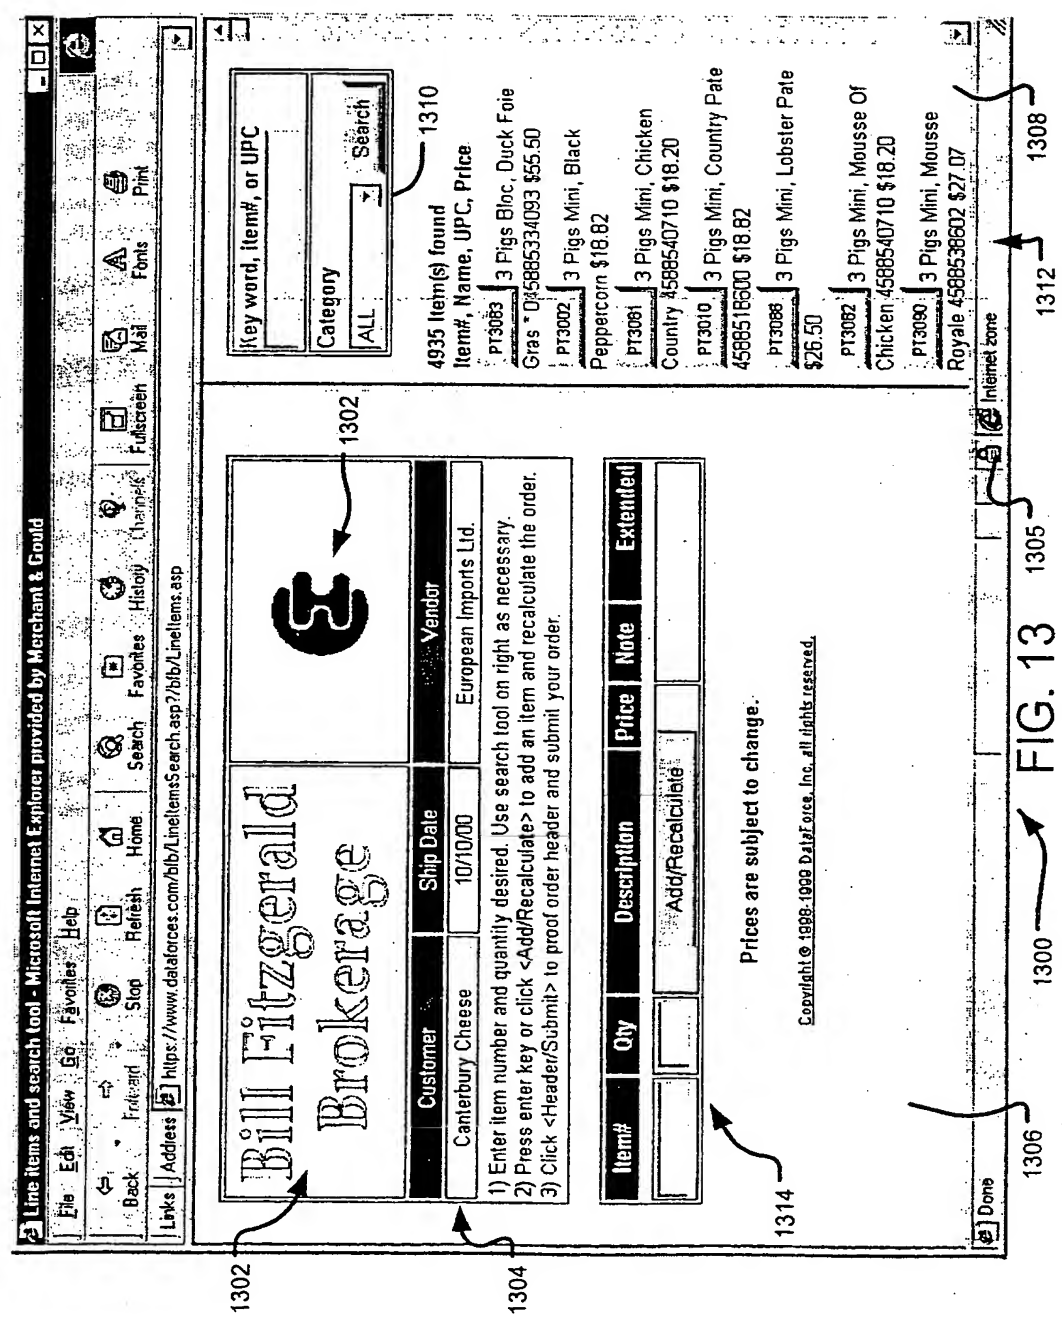 Line items and search tool - Microsoft Internet Explorer provided by Merchant & Gould
File Edit View Go Favorites Help
Back Forward Stop Refresh Home Search Favorites History Channels Fullscreen Mail Fonts Print
Links Address https://www.dataforces.com/bfb/LineItemsSearch.asp?/bfb/LineItems.asp
1302
Bill Fitzgerald
Brokerage
1302
Customer Ship Date Vendor
Canterbury Cheese 10/10/00 European Imports Ltd.
1) Enter item number and quantity desired. Use search tool on right as necessary.
2) Press enter key or click <Add/Recalculate> to add an item and recalculate the order.
3) Click <Header/Submit> to proof order header and submit your order.
1304
Item# Qty Description Price Note Extended
Add/Recalculate
1314
Prices are subject to change.
Copyright © 1998-1999 DataForce, Inc, all rights reserved.
1306
Key word, item#, or UPC
Category
ALL Search
1310
4935 Item(s) found
Item#, Name, UPC, Price
PT3083 3 Pigs Bloc, Duck Foie
Gras * 045885334093 $55.50
PT3002 3 Pigs Mini, Black
Peppercorn $18.82
PT3081 3 Pigs Mini, Chicken
Country 4588540710 $18.20
PT3010 3 Pigs Mini, Country Pate
4588518600 $18.82
PT3088 3 Pigs Mini, Lobster Pate
$26.50
PT3082 3 Pigs Mini, Mousse Of
Chicken 4588540710 $18.20
PT3090 3 Pigs Mini, Mousse
Royale 4588538602 $27.07
1308
Done Internet zone
1305
1312
1300
FIG. 13